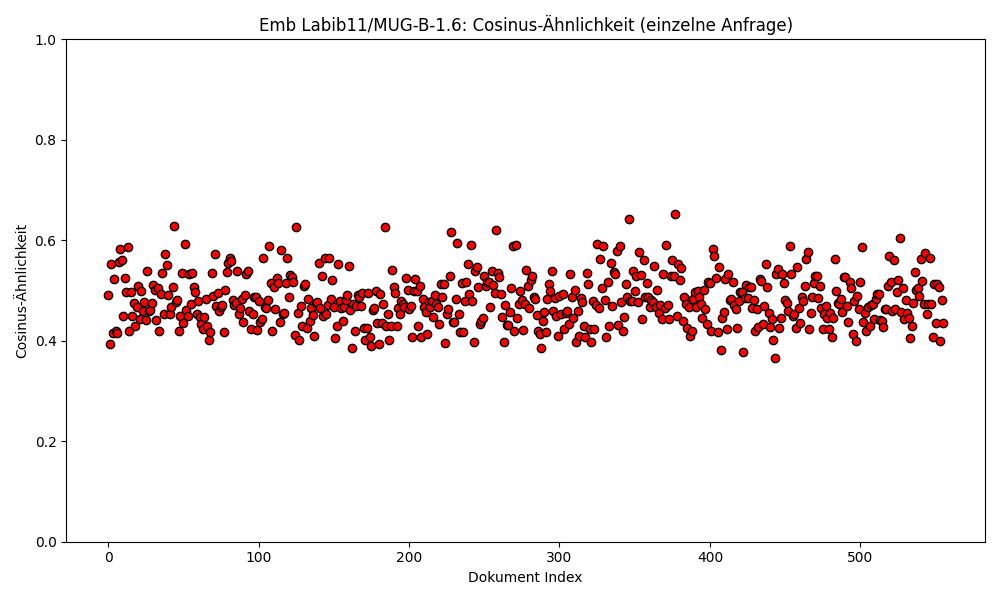 Emb Labib11/MUG-B-1.6: Cosinus-Ähnlichkeit (einzelne Anfrage)
1.0
0.8
0.6
0.4
0.2
0.0
Cosinus-Ähnlichkeit
0 100 200 300 400 500
Dokument Index